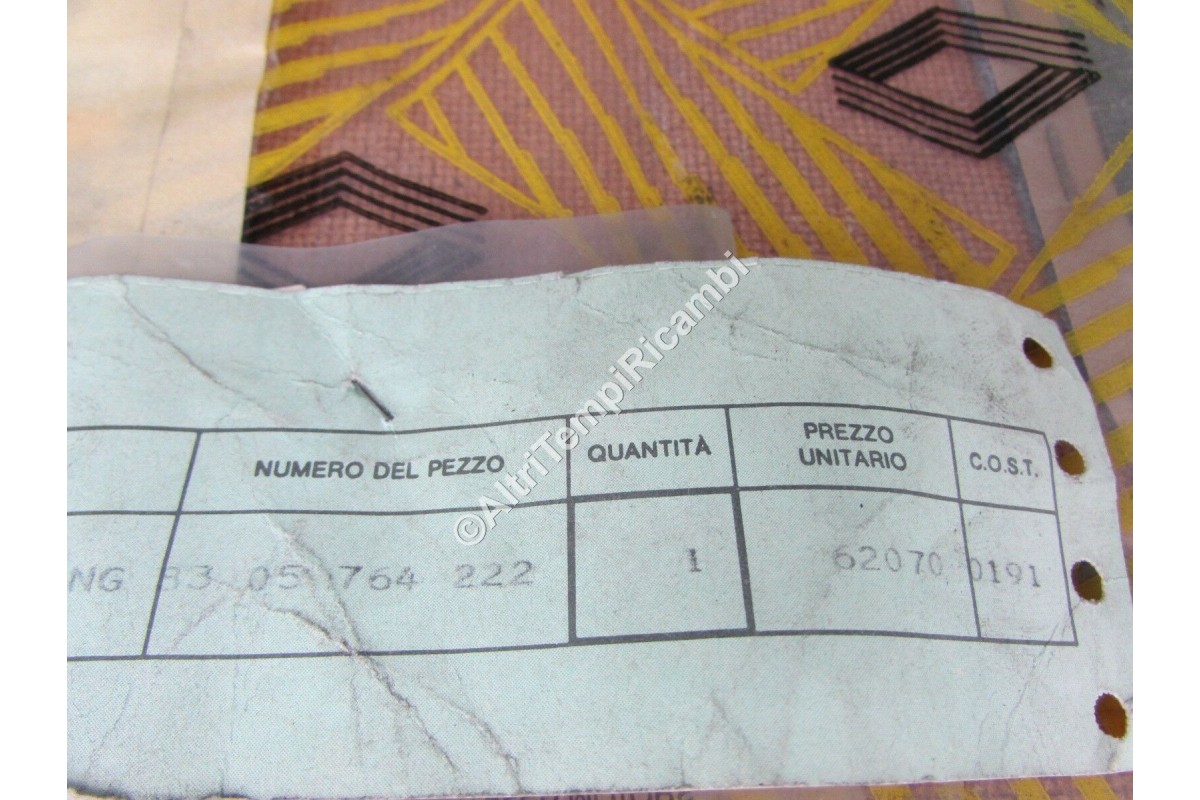 NUMERO DEL PEZZO QUANTITÀ PREZZO UNITARIO C.O.S.T.
NG 83 05 764 222 1 62070 0191
©AltriTempiRicambi